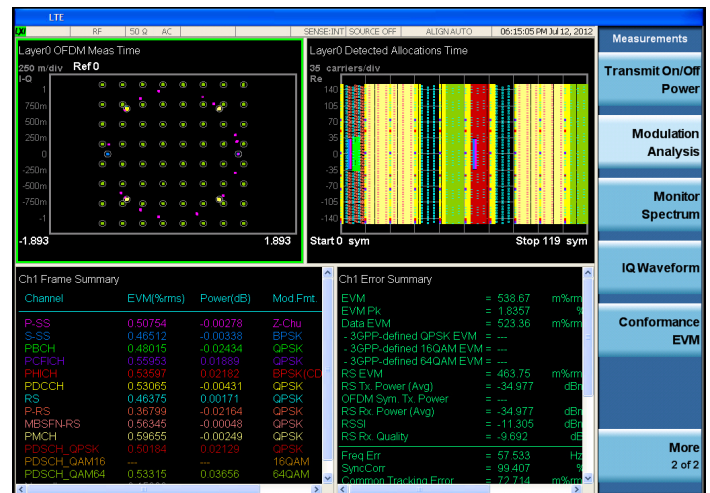 LTE
LXI RF 50 Ω AC SENSE:INT SOURCE OFF ALIGN AUTO 06:15:05 PM Jul 12, 2012
Measurements
Layer0 OFDM Meas Time
250 m/div Ref 0
I-Q
1
750m
500m
250m
0
-250m
-500m
-750m
-1
-1.893 1.893
Layer0 Detected Allocations Time
35 carriers/div
Re
140
105
70
35
0
-35
-70
-105
-140
Start 0 sym Stop 119 sym
Transmit On/Off Power
Modulation Analysis
Monitor Spectrum
IQ Waveform
Conformance EVM
More
2 of 2
Ch1 Frame Summary
Channel EVM(%rms) Power(dB) Mod.Fmt.
P-SS 0.50754 -0.00278 Z-Chu
S-SS 0.46512 -0.00338 BPSK
PBCH 0.48015 -0.02434 QPSK
PCFICH 0.55953 0.01889 QPSK
PHICH 0.53597 0.02182 BPSK(CD
PDCCH 0.53065 -0.00431 QPSK
RS 0.46375 0.00171 QPSK
P-RS 0.36799 -0.02164 QPSK
MBSFN-RS 0.56345 -0.00048 QPSK
PMCH 0.59655 -0.00249 QPSK
PDSCH_QPSK 0.50184 0.02129 QPSK
PDSCH_QAM16 --- --- 16QAM
PDSCH_QAM64 0.53315 0.03656 64QAM
Ch1 Error Summary
EVM = 538.67 m%rm
EVM Pk = 1.8357 %
Data EVM = 523.36 m%rm
- 3GPP-defined QPSK EVM = ---
- 3GPP-defined 16QAM EVM = ---
- 3GPP-defined 64QAM EVM = ---
RS EVM = 463.75 m%rm
RS Tx. Power (Avg) = -34.977 dBn
OFDM Sym. Tx. Power = ---
RS Rx. Power (Avg) = -34.977 dBn
RSSI = -11.305 dBn
RS Rx. Quality = -9.692 dE
Freq Err = 57.533 Hz
SyncCorr = 99.407 %
Common Tracking Error = 72.714 m%rm